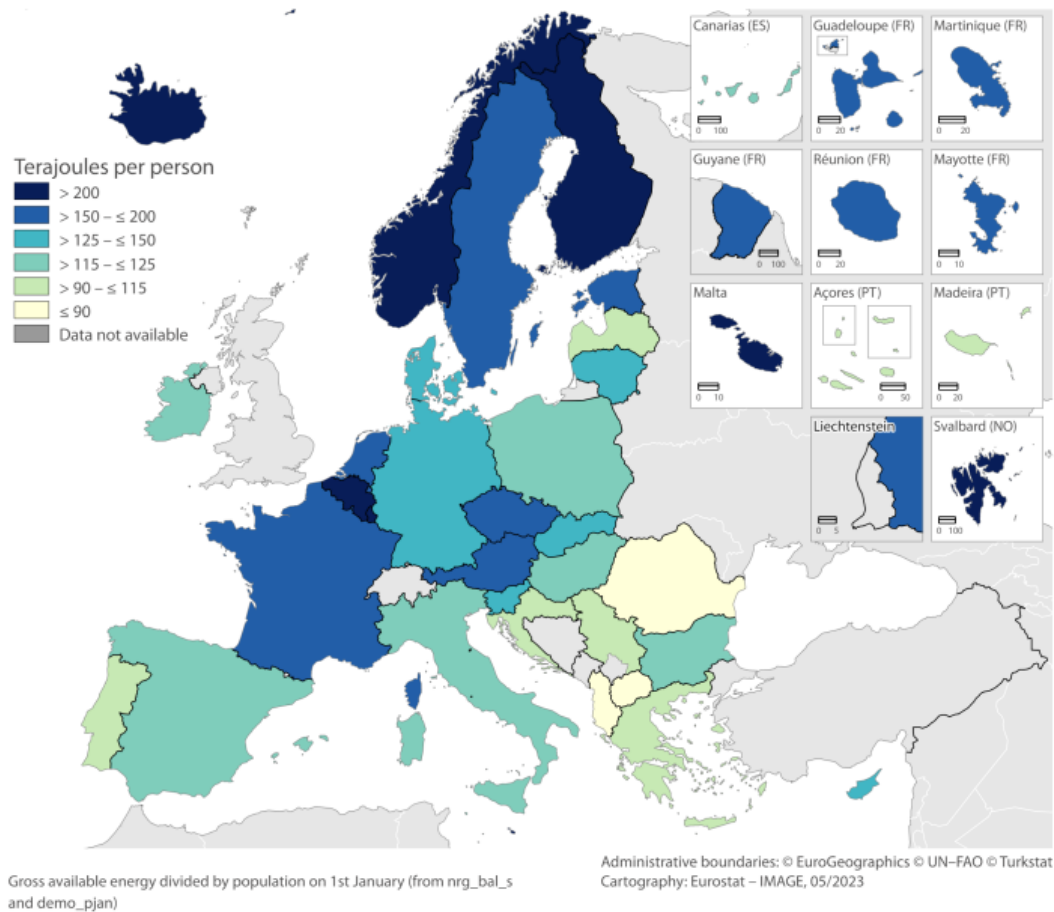 Terajoules per person
> 200
> 150 – ≤ 200
> 125 – ≤ 150
> 115 – ≤ 125
> 90 – ≤ 115
≤ 90
Data not available
Canarias (ES)
0 100
Guadeloupe (FR)
0 20
Martinique (FR)
0 20
Guyane (FR)
0 100
Réunion (FR)
0 20
Mayotte (FR)
0 10
Malta
0 10
Açores (PT)
0 50
Madeira (PT)
0 20
Liechtenstein
0 5
Svalbard (NO)
0 100
Gross available energy divided by population on 1st January (from nrg_bal_s
and demo_pjan)
Administrative boundaries: © EuroGeographics © UN–FAO © Turkstat
Cartography: Eurostat – IMAGE, 05/2023